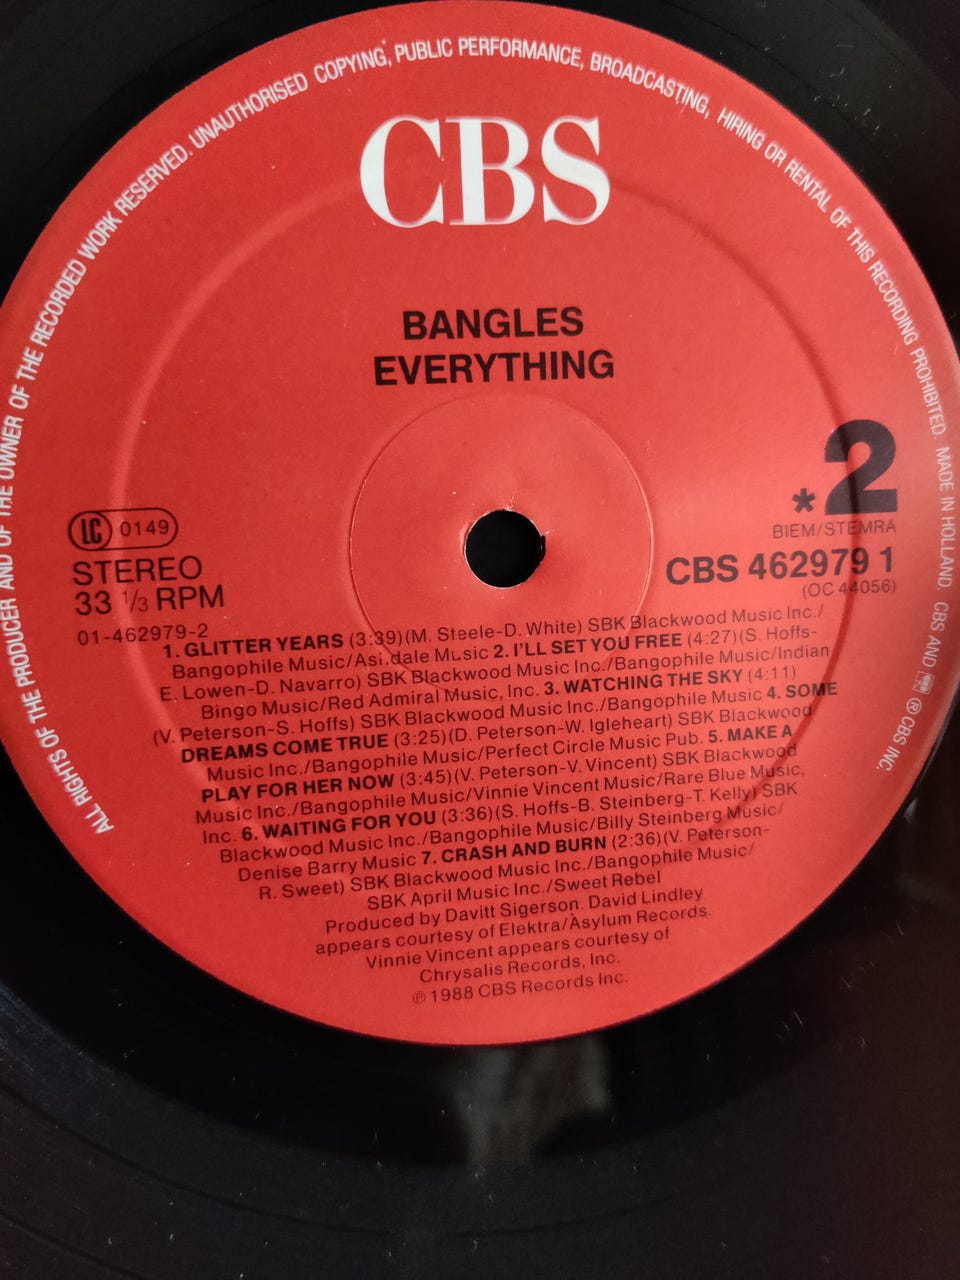 ALL RIGHTS OF THE PRODUCER AND OF THE OWNER OF THE RECORDED WORK RESERVED. UNAUTHORISED COPYING, PUBLIC PERFORMANCE, BROADCASTING, HIRING OR RENTAL OF THIS RECORDING PROHIBITED. MADE IN HOLLAND. CBS AND ® CBS INC.
CBS
BANGLES
EVERYTHING
*2
BIEM/STEMRA
CBS 462979 1
(OC 44056)
LC 0149
STEREO
33 1/3 RPM
01-462979-2
1. GLITTER YEARS (3:39)(M. Steele-D. White) SBK Blackwood Music Inc./
Bangophile Music/Asi.dale Music 2. I'LL SET YOU FREE (4:27)(S. Hoffs-
E. Lowen-D. Navarro) SBK Blackwood Music Inc./Bangophile Music/Indian
Bingo Music/Red Admiral Music, Inc. 3. WATCHING THE SKY (4:11)
(V. Peterson-S. Hoffs) SBK Blackwood Music Inc./Bangophile Music 4. SOME
DREAMS COME TRUE (3:25)(D. Peterson-W. Igleheart) SBK Blackwood
Music Inc./Bangophile Music/Perfect Circle Music Pub. 5. MAKE A
PLAY FOR HER NOW (3:45)(V. Peterson-V. Vincent) SBK Blackwood
Music Inc./Bangophile Music/Vinnie Vincent Music/Rare Blue Music,
Inc. 6. WAITING FOR YOU (3:36)(S. Hoffs-B. Steinberg-T. Kelly) SBK
Blackwood Music Inc./Bangophile Music/Billy Steinberg Music/
Denise Barry Music 7. CRASH AND BURN (2:36)(V. Peterson-
R. Sweet) SBK Blackwood Music Inc./Bangophile Music/
SBK April Music Inc./Sweet Rebel
Produced by Davitt Sigerson. David Lindley
appears courtesy of Elektra/Asylum Records.
Vinnie Vincent appears courtesy of
Chrysalis Records, Inc.
℗ 1988 CBS Records Inc.